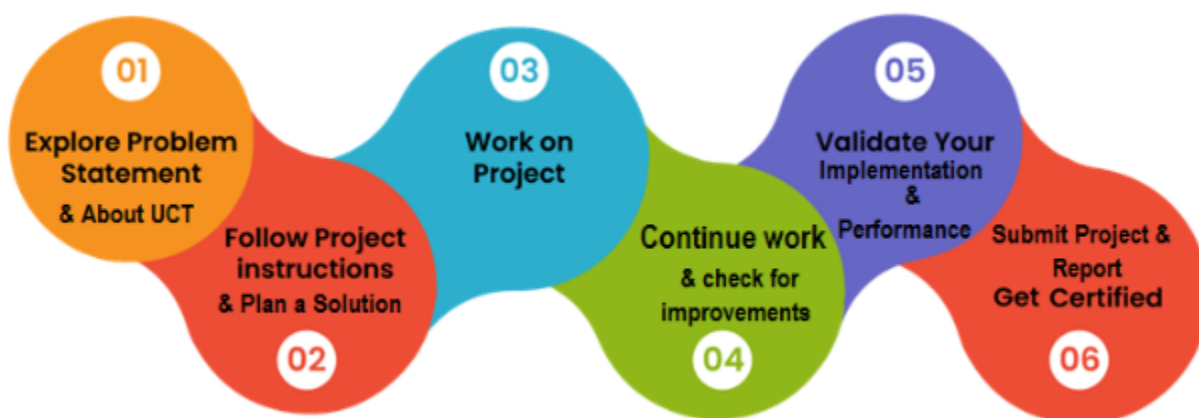 01
Explore Problem
Statement
& About UCT
Follow Project
instructions
& Plan a Solution
02
03
Work on
Project
Continue work
& check for
improvements
04
05
Validate Your
Implementation
&
Performance
Submit Project &
Report
Get Certified
06